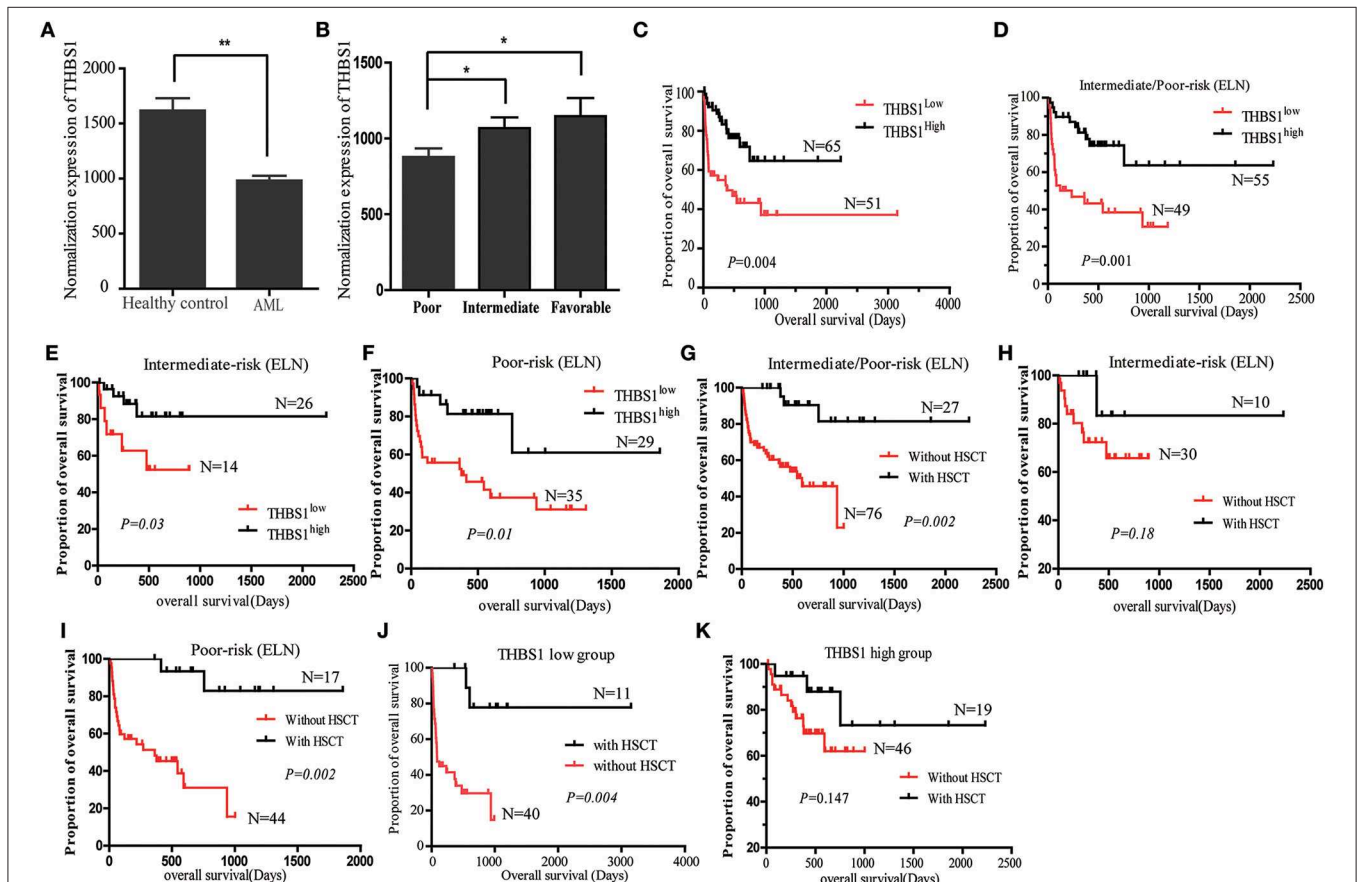 A
**
Normalization expression of THBS1
2000
1500
1000
500
0
Healthy control AML
B
*
*
Normalization expression of THBS1
1500
1000
500
0
Poor Intermediate Favorable
C
Proportion of overall survival
100
80
60
40
20
0
THBS1Low
THBS1High
N=65
N=51
P=0.004
0 1000 2000 3000 4000
Overall survival (Days)
D
Intermediate/Poor-risk (ELN)
Proportion of overall survival
100
80
60
40
20
0
THBS1low
THBS1high
N=55
N=49
P=0.001
0 500 1000 1500 2000 2500
Overall survival (Days)
E
Intermediate-risk (ELN)
Proportion of overall survival
100
80
60
40
20
0
N=26
N=14
THBS1low
THBS1high
P=0.03
0 500 1000 1500 2000 2500
overall survival(Days)
F
Poor-risk (ELN)
Proportion of overall survival
100
80
60
40
20
0
THBS1low
THBS1high
N=29
N=35
P=0.01
0 500 1000 1500 2000
overall survival(Days)
G
Intermediate/Poor-risk (ELN)
Proportion of overall survival
100
80
60
40
20
0
N=27
Without HSCT
With HSCT
N=76
P=0.002
0 500 1000 1500 2000 2500
overall survival(Days)
H
Intermediate-risk (ELN)
Proportion of overall survival
100
80
60
40
20
N=10
N=30
Without HSCT
With HSCT
P=0.18
0 500 1000 1500 2000 2500
overall survival(Days)
I
Poor-risk (ELN)
Proportion of overall survival
100
80
60
40
20
0
N=17
Without HSCT
With HSCT
P=0.002
N=44
0 500 1000 1500 2000
overall survival(Days)
J
THBS1 low group
Proportion of overall survival
100
80
60
40
20
0
N=11
with HSCT
without HSCT
P=0.004
N=40
0 1000 2000 3000 4000
Overall survival (Days)
K
THBS1 high group
Proportion of overall survival
100
80
60
40
20
N=19
N=46
Without HSCT
With HSCT
P=0.147
0 500 1000 1500 2000 2500
overall survival(Days)